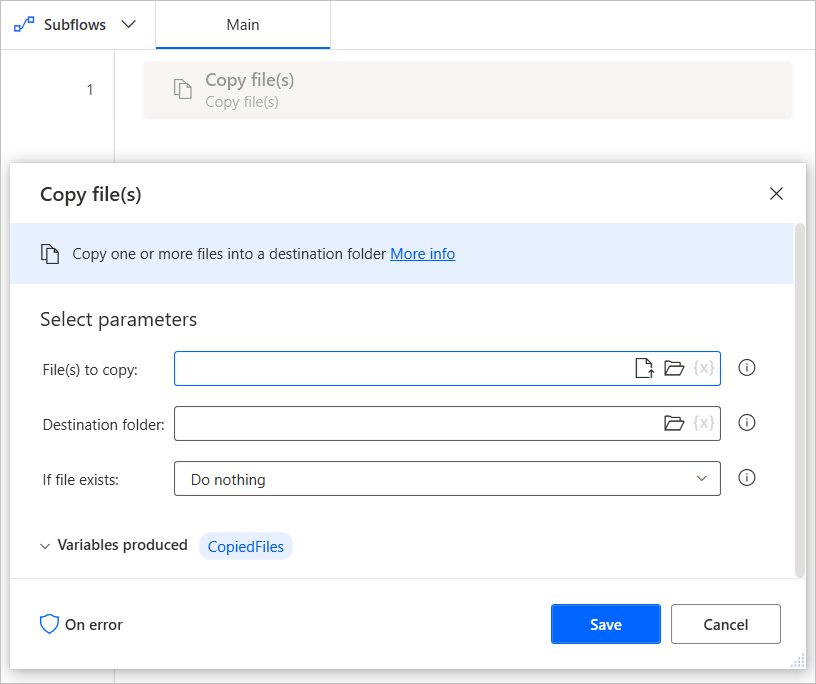 Subflows
Main
1
Copy file(s)
Copy file(s)
Copy file(s)
Copy one or more files into a destination folder More info
Select parameters
File(s) to copy:
{x}
Destination folder:
{x}
If file exists:
Do nothing
Variables produced
CopiedFiles
On error
Save
Cancel